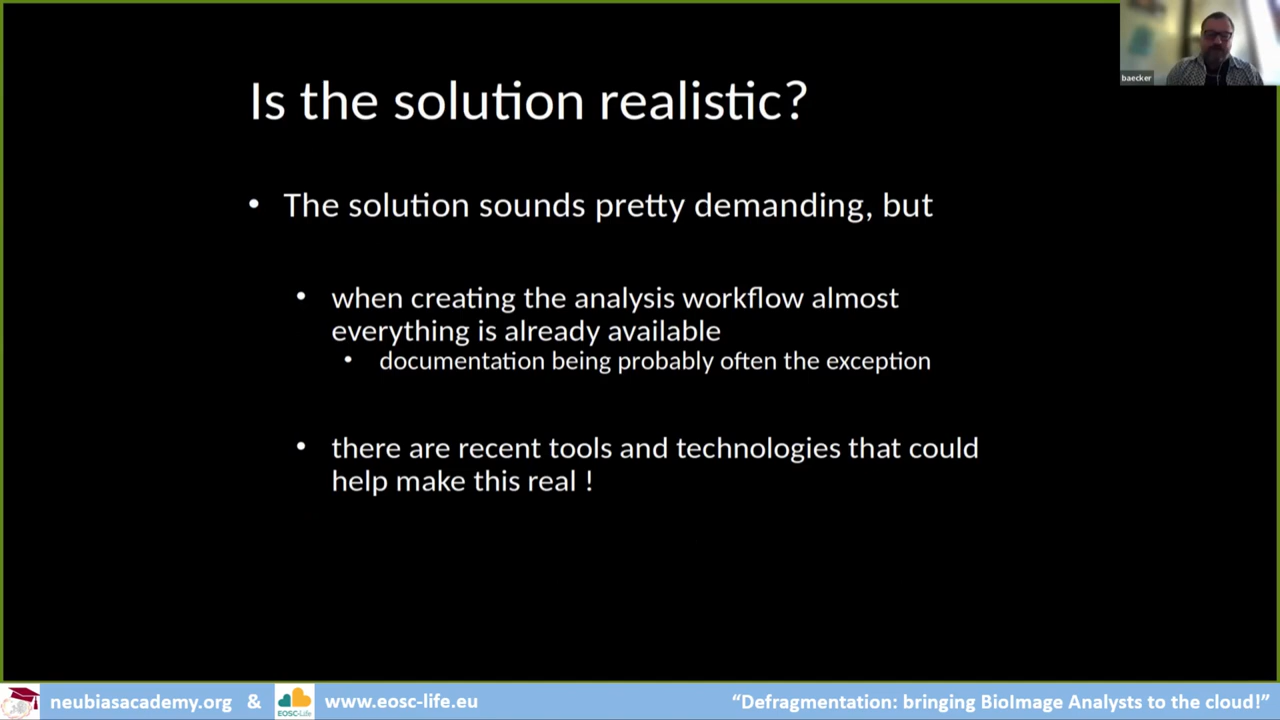 baecker
Is the solution realistic?
• The solution sounds pretty demanding, but
• when creating the analysis workflow almost
everything is already available
• documentation being probably often the exception
• there are recent tools and technologies that could
help make this real !
neubiasacademy.org & EOSC-Life www.eosc-life.eu “Defragmentation: bringing BioImage Analysts to the cloud!”